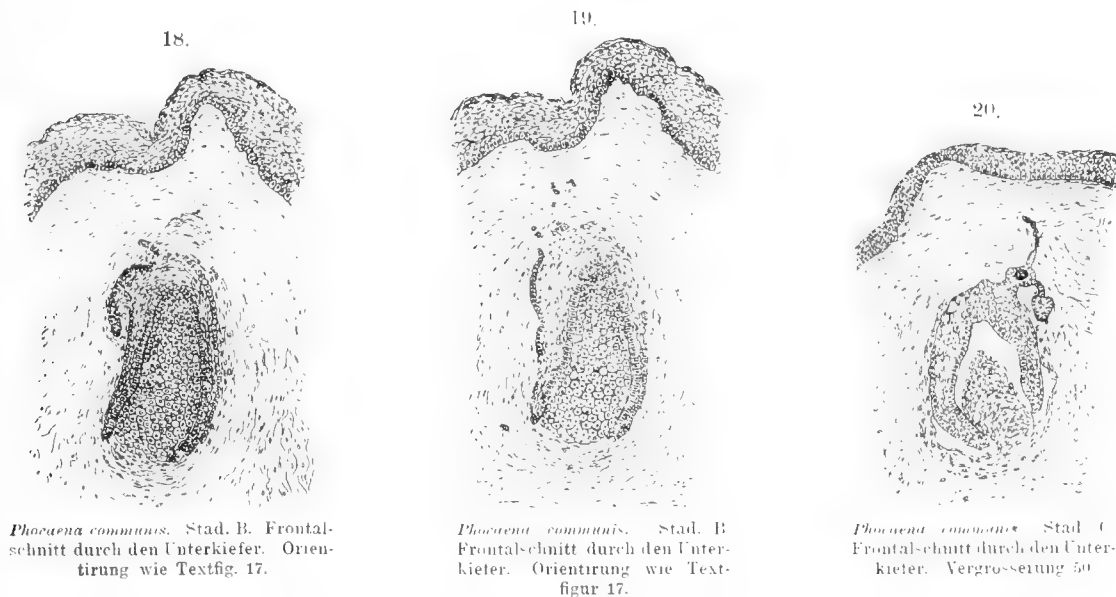 18.
Phocaena communis. Stad. B. Frontal-
schnitt durch den Unterkiefer. Orien-
tirung wie Textfig. 17.
19.
Phocaena communis. Stad. B
Frontalschnitt durch den Unter-
kiefer. Orientirung wie Text-
figur 17.
20.
Phocaena communis Stad C
Frontalschnitt durch den Unter-
kiefer. Vergrösserung 50